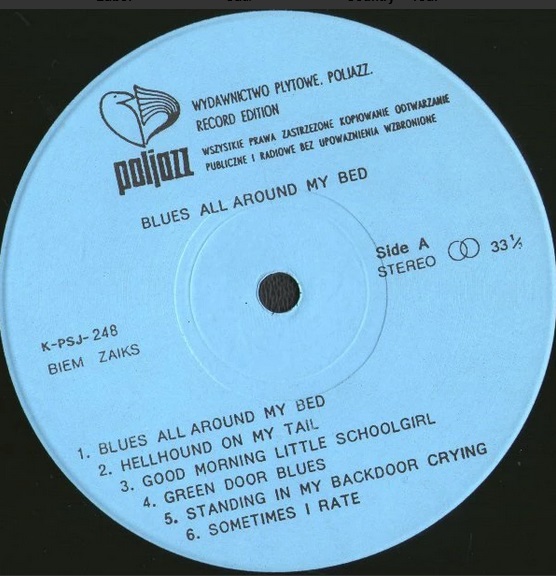 WYDAWNICTWO PŁYTOWE. POLJAZZ.
RECORD EDITION
WSZYSTKIE PRAWA ZASTRZEŻONE KOPIOWANIE ODTWARZANIE
PUBLICZNE I RADIOWE BEZ UPOWAŻNIENIA WZBRONIONE
poljazz
BLUES ALL AROUND MY BED
Side A
STEREO 33⅓
K-PSJ-248
BIEM ZAIKS
1. BLUES ALL AROUND MY BED
2. HELLHOUND ON MY TAIL
3. GOOD MORNING LITTLE SCHOOLGIRL
4. GREEN DOOR BLUES
5. STANDING IN MY BACKDOOR CRYING
6. SOMETIMES I RATE